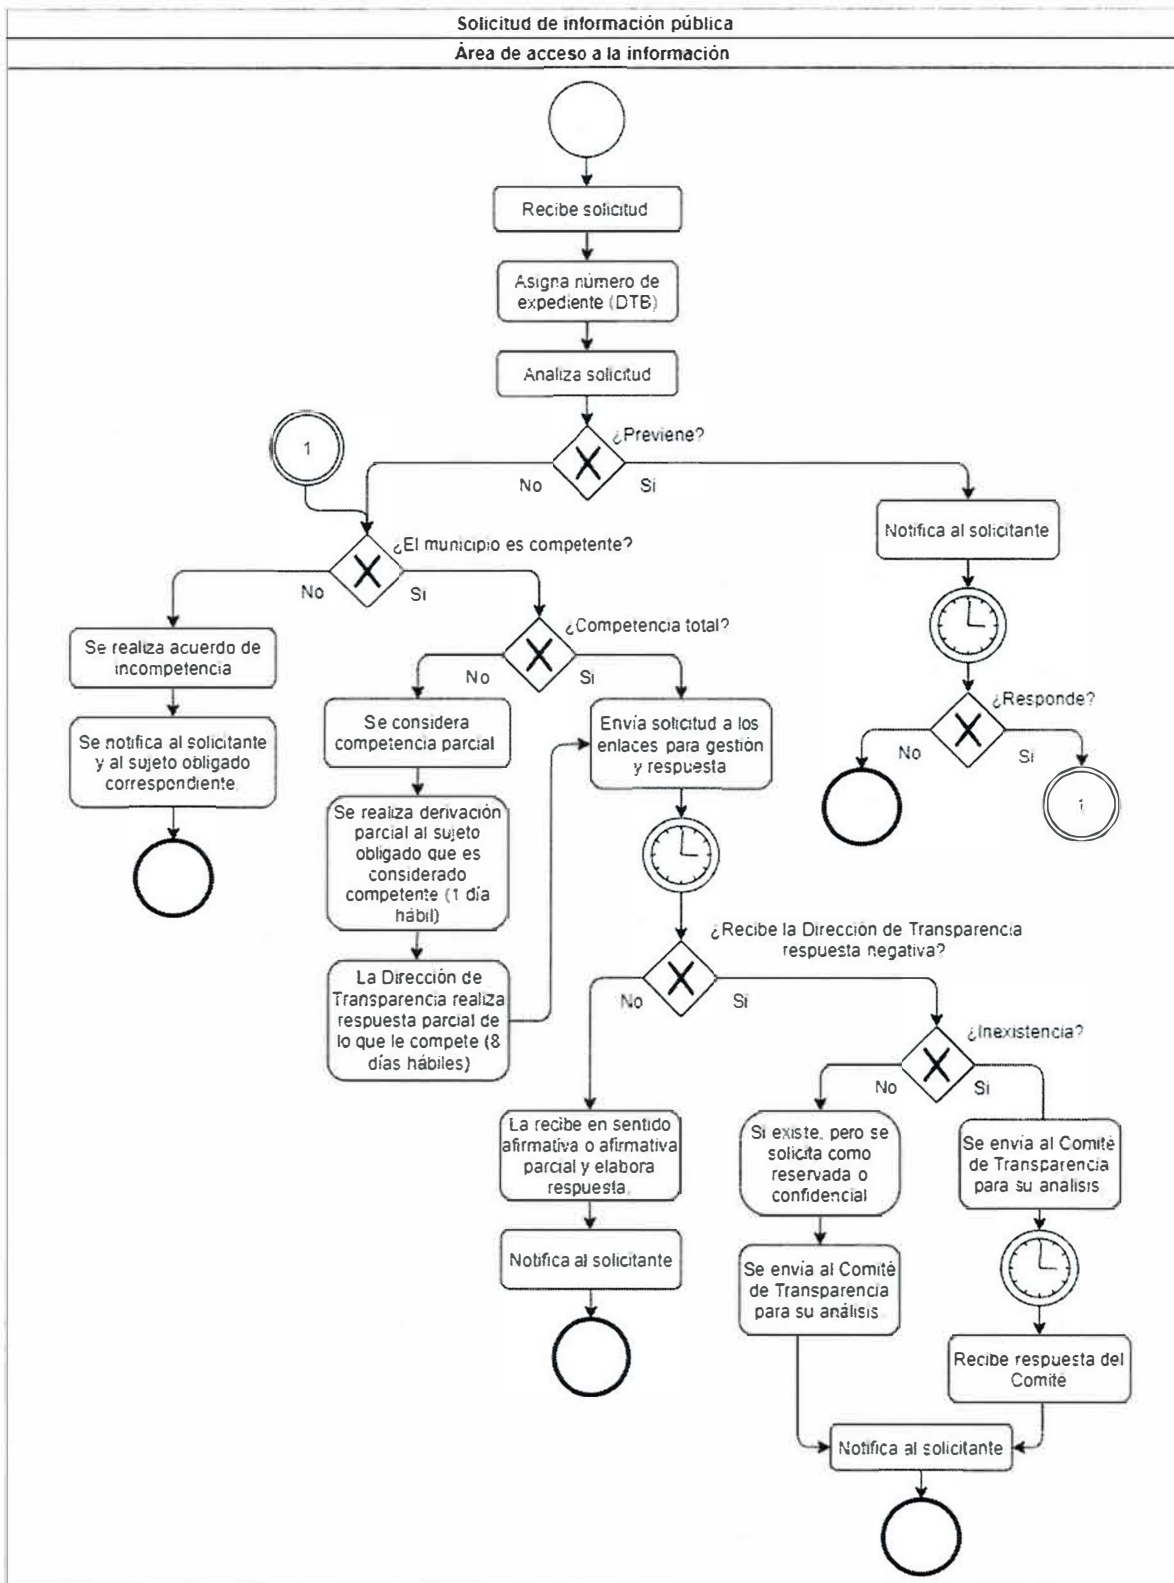 Solicitud de información pública
Área de acceso a la información
Recibe solicitud
Asigna número de
expediente (DTB)
Analiza solicitud
¿Previene?
No
Si
1
Notifica al solicitante
¿El municipio es competente?
No
Si
Se realiza acuerdo de
incompetencia
Se notifica al solicitante
y al sujeto obligado
correspondiente.
¿Competencia total?
No
Si
Se considera
competencia parcial
Envía solicitud a los
enlaces para gestión
y respuesta
¿Responde?
No
Si
1
Se realiza derivación
parcial al sujeto
obligado que es
considerado
competente (1 día
hábil)
La Dirección de
Transparencia realiza
respuesta parcial de
lo que le compete (8
días hábiles)
¿Recibe la Dirección de Transparencia
respuesta negativa?
No
Si
¿Inexistencia?
No
Si
La recibe en sentido
afirmativa o afirmativa
parcial y elabora
respuesta.
Notifica al solicitante
Si existe, pero se
solicita como
reservada o
confidencial
Se envía al Comité
de Transparencia
para su análisis.
Se envía al Comité
de Transparencia
para su analisis
Recibe respuesta del
Comité
Notifica al solicitante